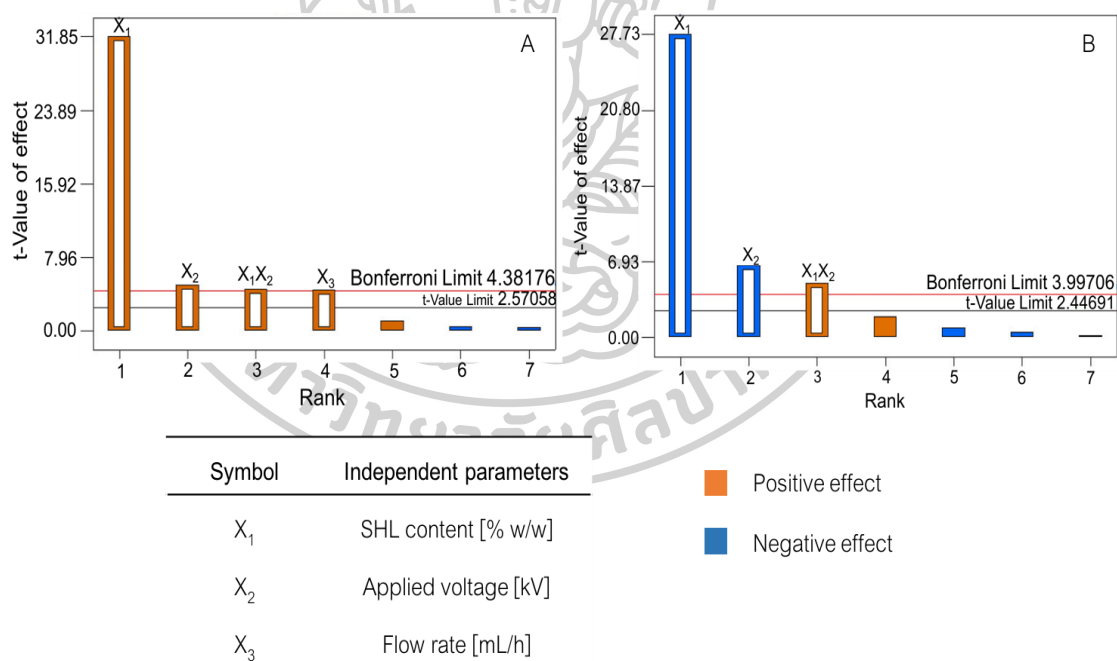 A
X₁
31.85
23.89
15.92
7.96
0.00
t-Value of effect
X₂
X₁X₂
X₃
Bonferroni Limit 4.38176
t-Value Limit 2.57058
1 2 3 4 5 6 7
Rank
B
X₁
27.73
20.80
13.87
6.93
0.00
t-Value of effect
X₂
X₁X₂
Bonferroni Limit 3.99706
t-Value Limit 2.44691
1 2 3 4 5 6 7
Rank
Symbol Independent parameters
X₁ SHL content [% w/w]
X₂ Applied voltage [kV]
X₃ Flow rate [mL/h]
Positive effect
Negative effect